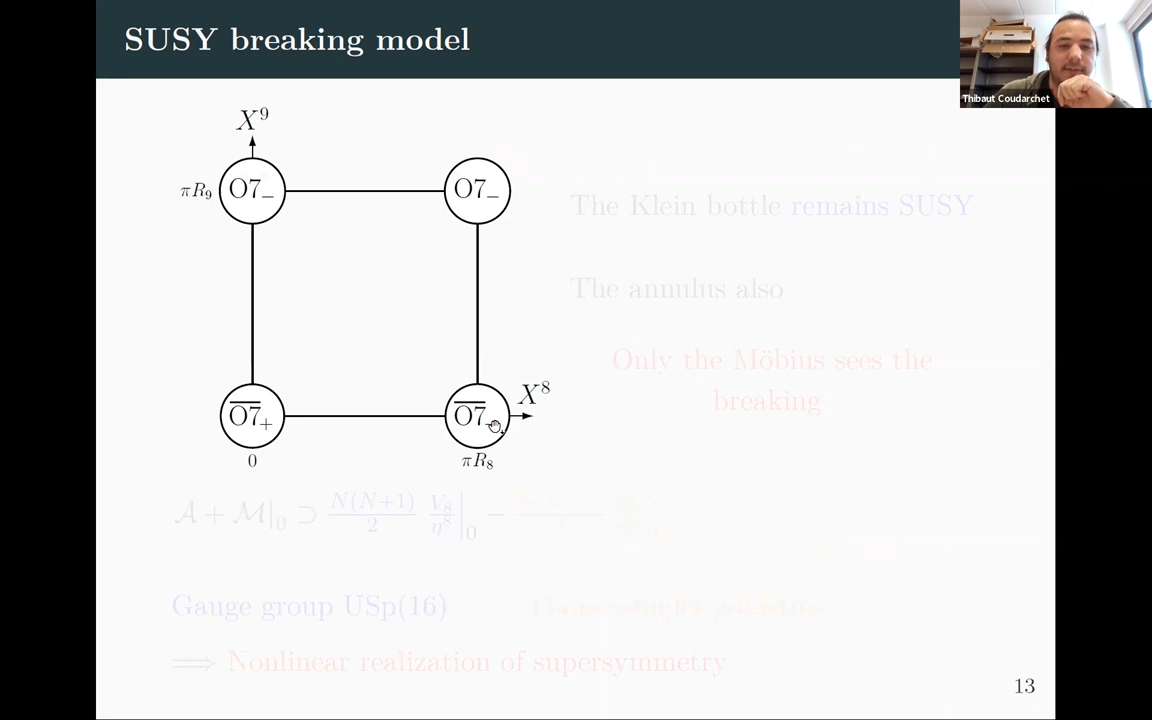 SUSY breaking model
Thibaut Coudarchet
X⁹
πR₉
O7₋
O7₋
The Klein bottle remains SUSY
The annulus also
Only the Möbius sees the
breaking
O7̅₊
O7̅₋
X⁸
0
πR₈
𝒜 + ℳ|₀ ⊃ N(N+1)/2 V₈/η⁸|₀ −
Gauge group USp(16)
⟹ Nonlinear realization of supersymmetry
13